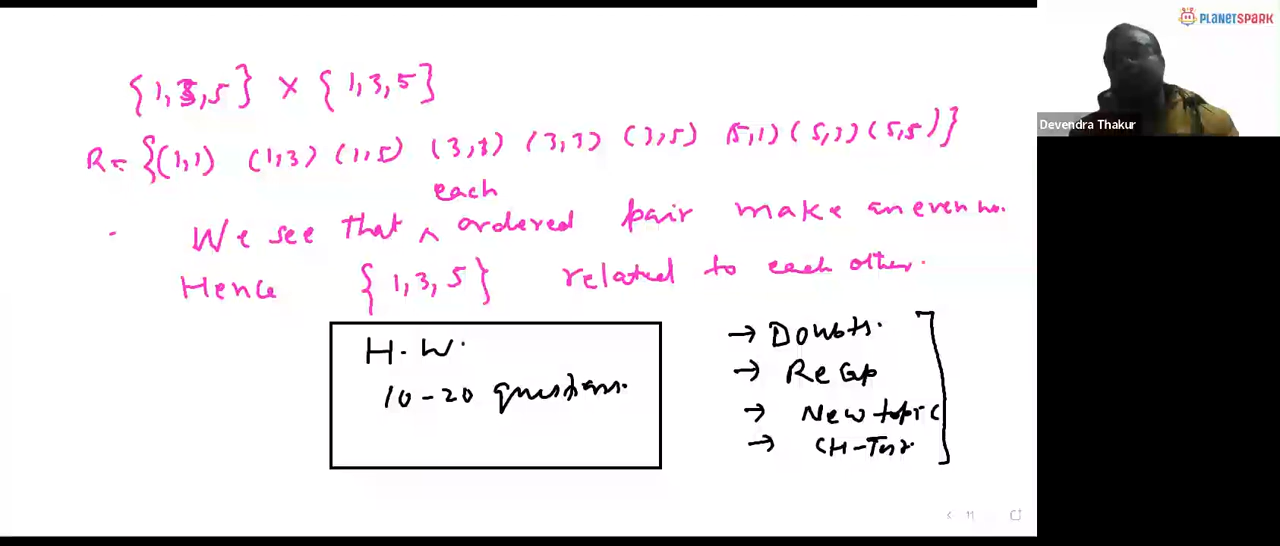 PLANETSPARK
Devendra Thakur
{1,3,5} × {1,3,5}
R = {(1,1) (1,3) (1,5) (3,1) (3,3) (3,5) (5,1) (5,3) (5,5)}
each
We see that ^ ordered pair make an even no.
Hence {1,3,5} related to each other.
H.W.
10-20 questions.
→ Doubts.
→ ReCap
→ New topic
→ CH-Test
11